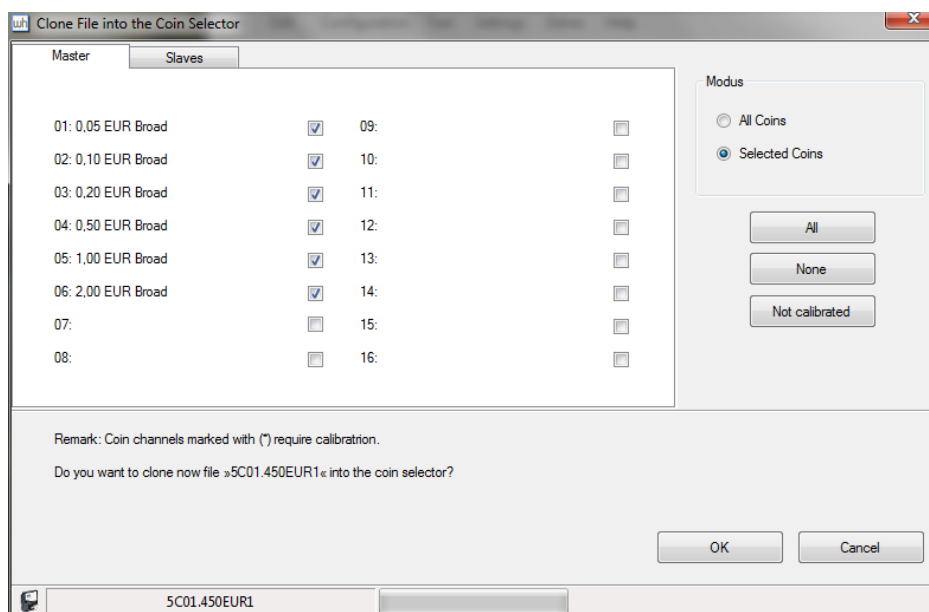 wh Clone File into the Coin Selector
Master Slaves
01: 0,05 EUR Broad
02: 0,10 EUR Broad
03: 0,20 EUR Broad
04: 0,50 EUR Broad
05: 1,00 EUR Broad
06: 2,00 EUR Broad
07:
08:
09:
10:
11:
12:
13:
14:
15:
16:
Modus
All Coins
Selected Coins
All
None
Not calibrated
Remark: Coin channels marked with (*) require calibratrion.
Do you want to clone now file »5C01.450EUR1« into the coin selector?
OK Cancel
5C01.450EUR1